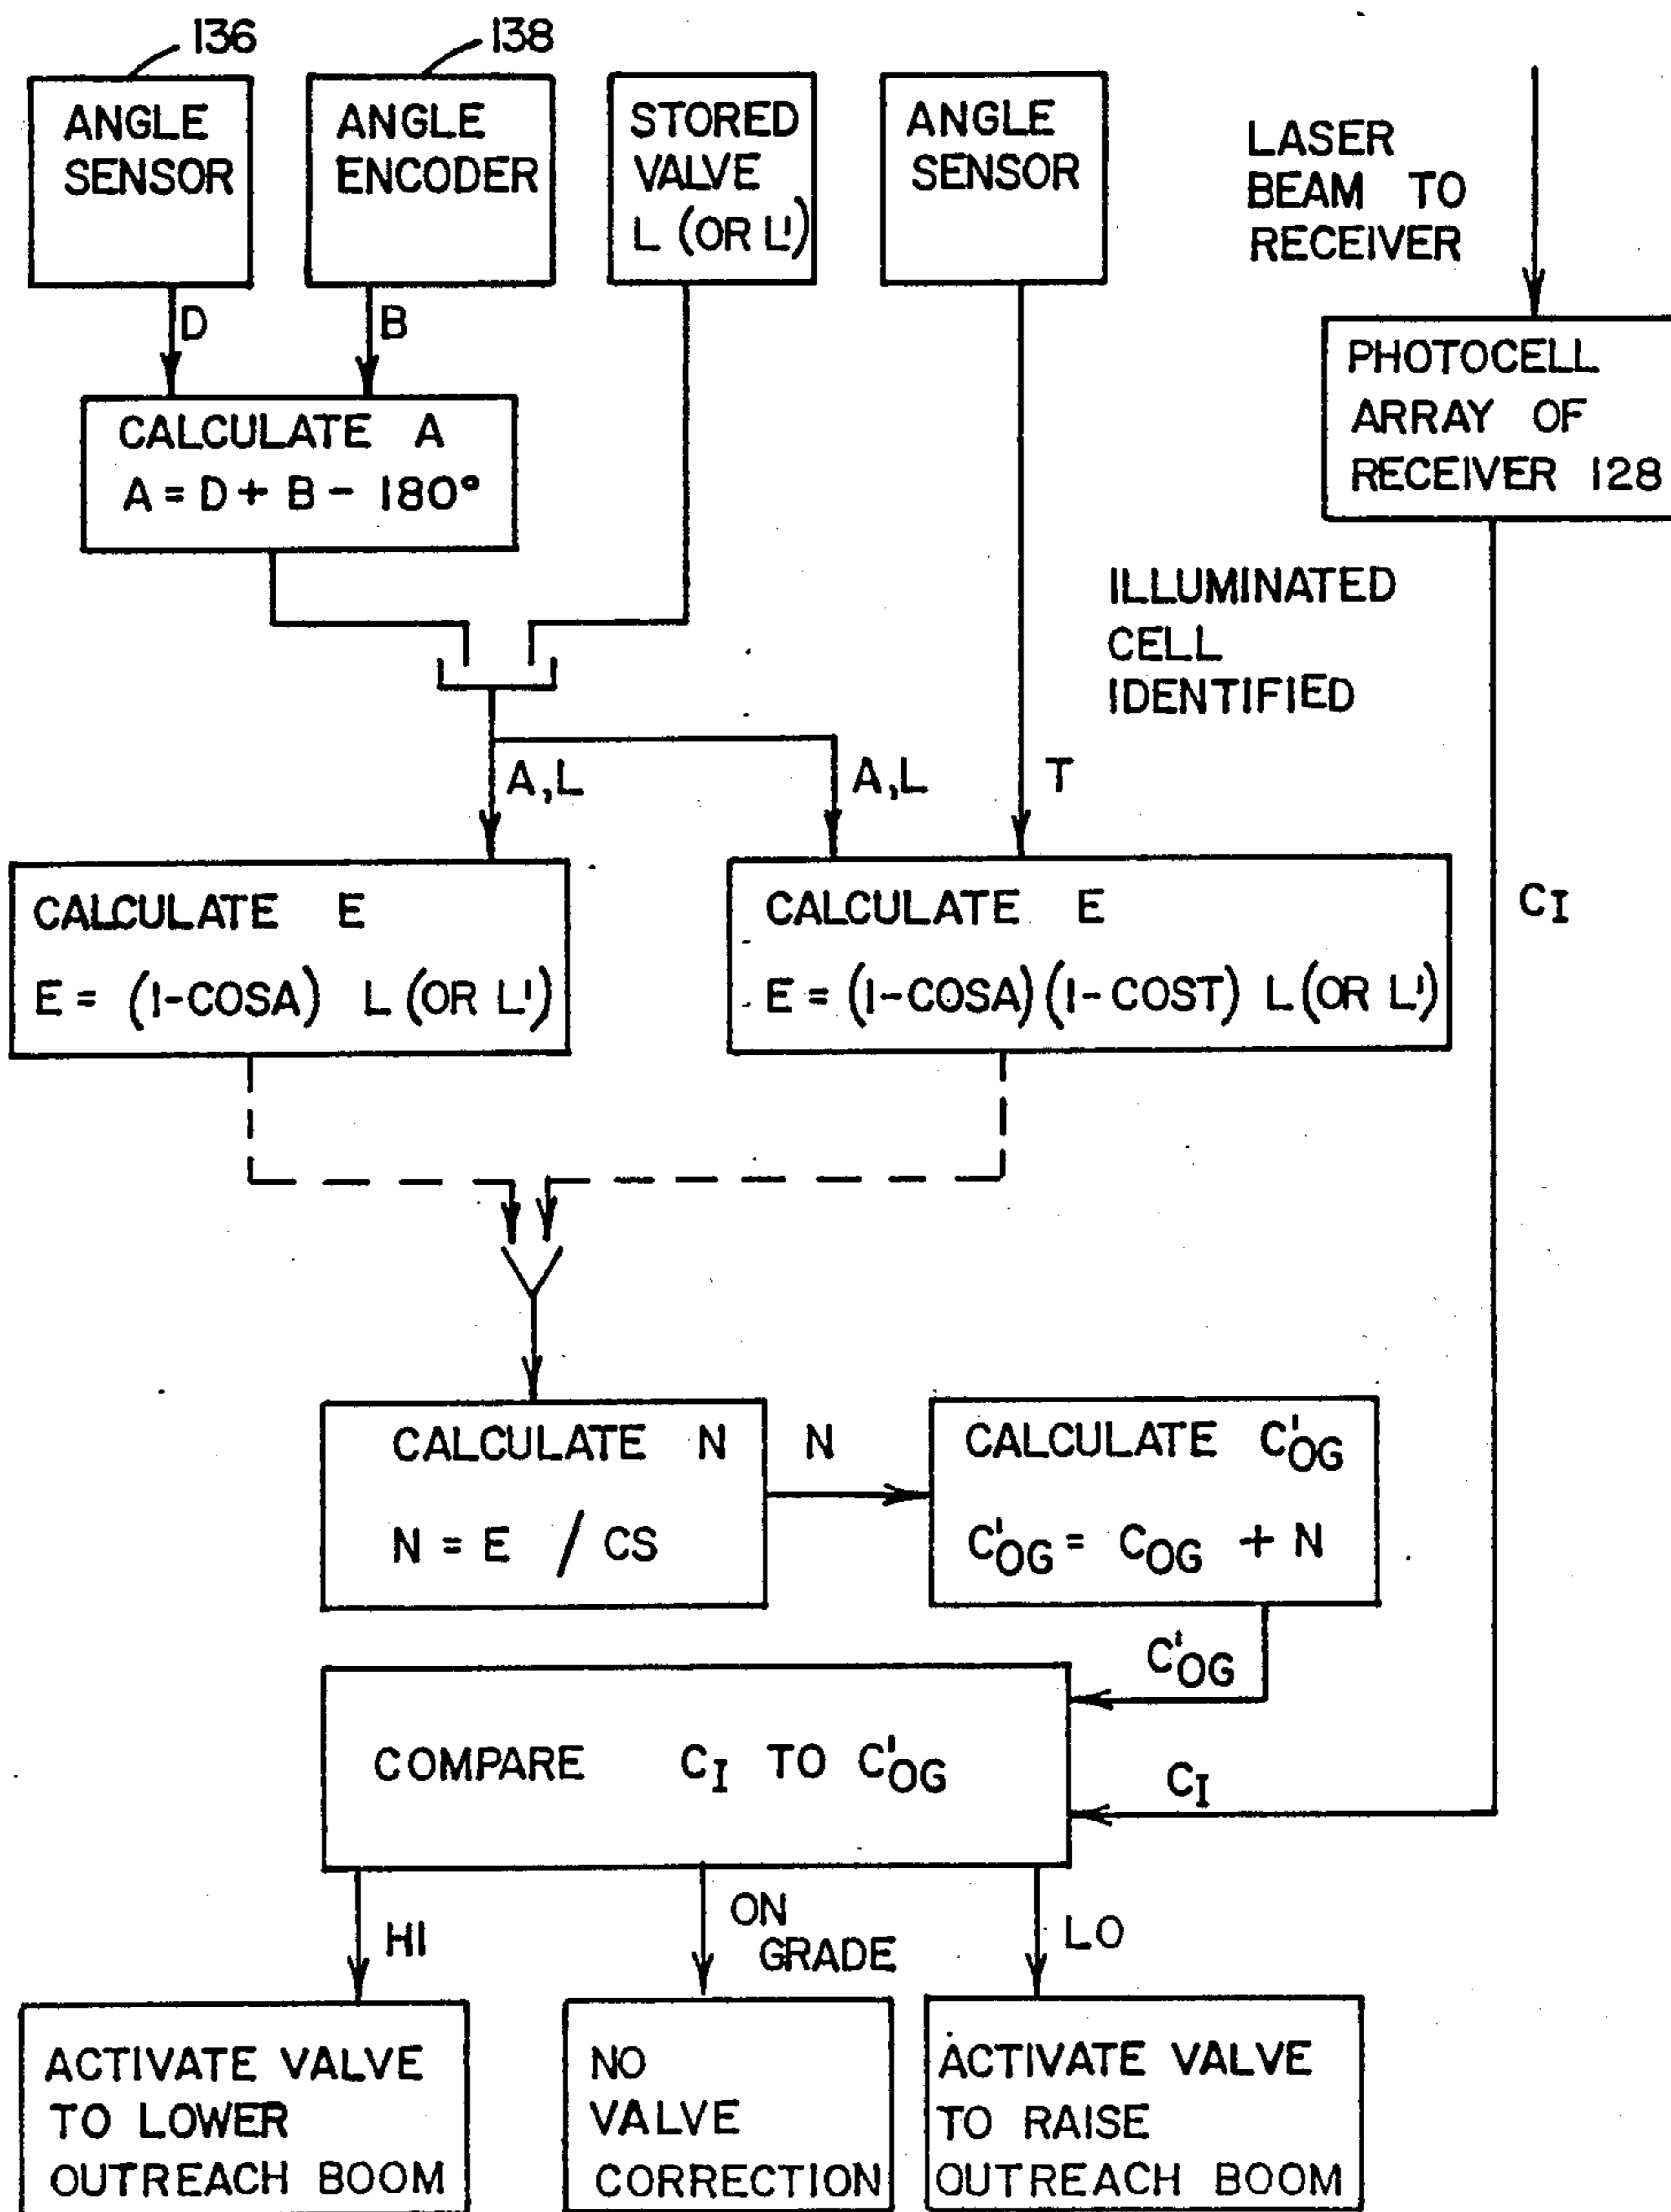 136
138
ANGLE
SENSOR
ANGLE
ENCODER
STORED
VALVE
L (OR L')
ANGLE
SENSOR
LASER
BEAM TO
RECEIVER
D
B
PHOTOCELL
ARRAY OF
RECEIVER 128
CALCULATE A
A = D + B - 180°
ILLUMINATED
CELL
IDENTIFIED
A,L
A,L
T
CALCULATE E
E = (1-COSA) L (OR L')
CALCULATE E
E = (1-COSA)(1-COST) L (OR L')
CI
CALCULATE N
N = E / CS
N
CALCULATE C'OG
C'OG = COG + N
C'OG
COMPARE CI TO C'OG
CI
HI
ON
GRADE
LO
ACTIVATE VALVE
TO LOWER
OUTREACH BOOM
NO
VALVE
CORRECTION
ACTIVATE VALVE
TO RAISE
OUTREACH BOOM